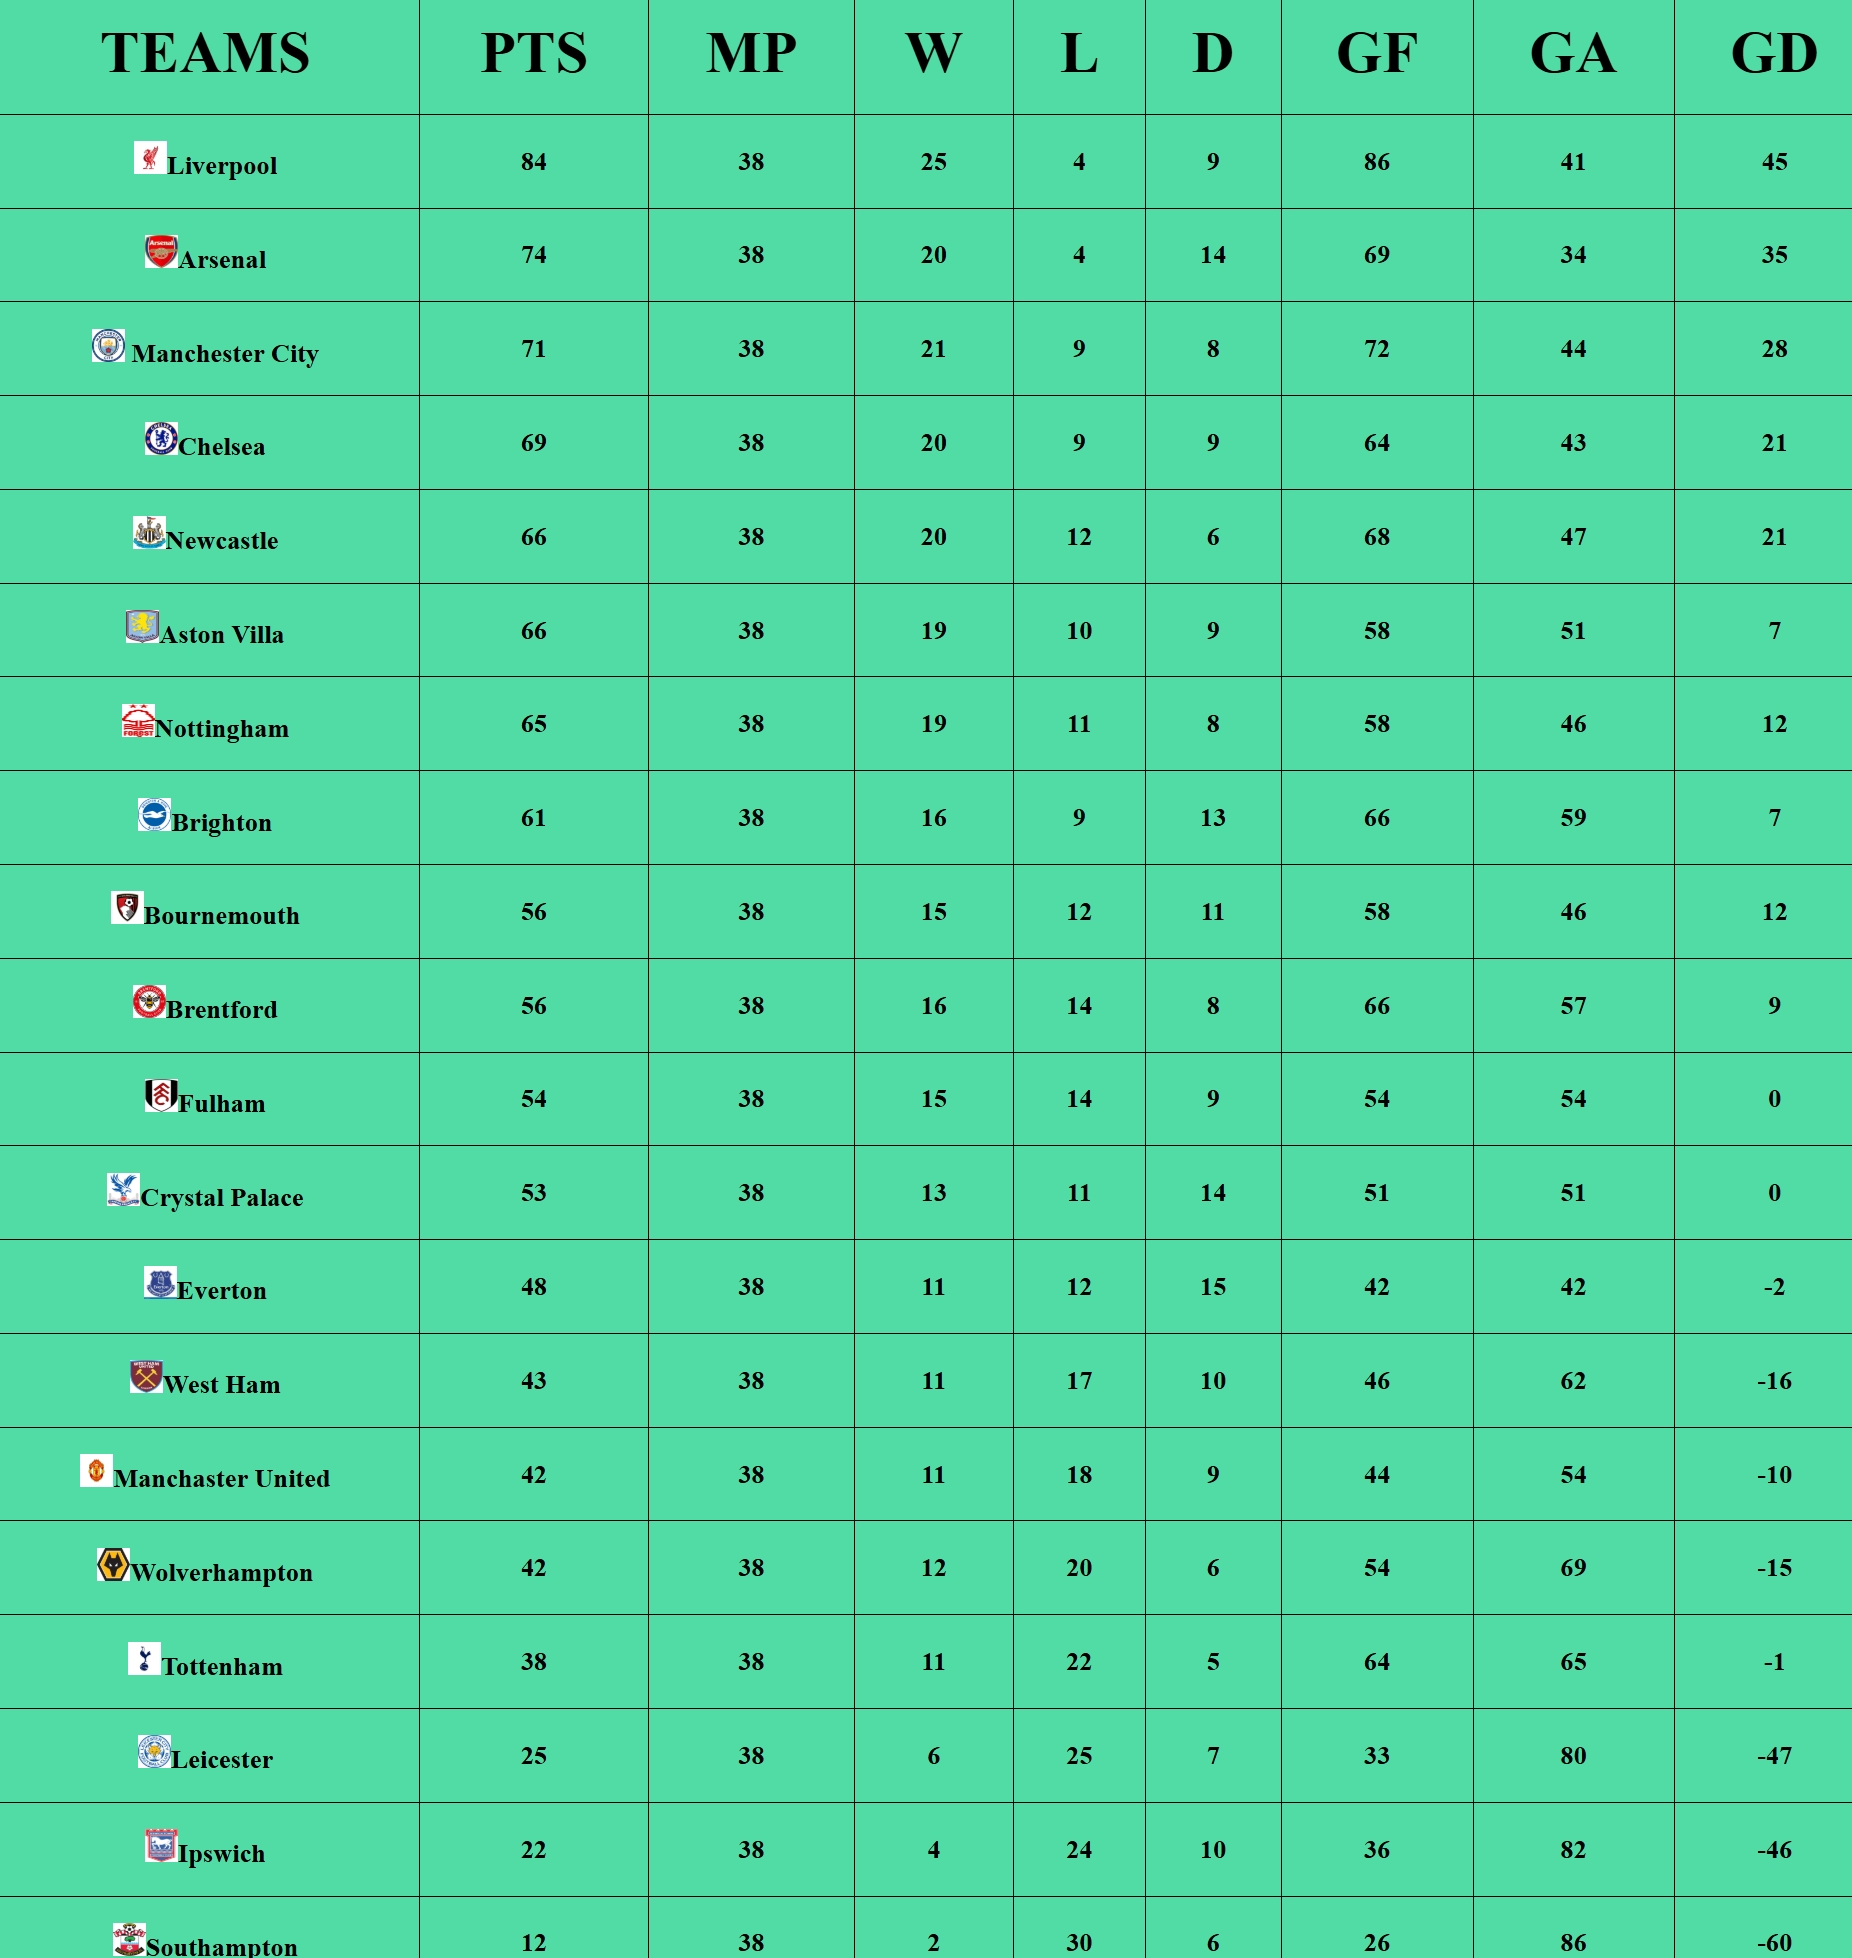 TEAMS PTS MP W L D GF GA GD
Liverpool 84 38 25 4 9 86 41 45
Arsenal 74 38 20 4 14 69 34 35
Manchester City 71 38 21 9 8 72 44 28
Chelsea 69 38 20 9 9 64 43 21
Newcastle 66 38 20 12 6 68 47 21
Aston Villa 66 38 19 10 9 58 51 7
Nottingham 65 38 19 11 8 58 46 12
Brighton 61 38 16 9 13 66 59 7
Bournemouth 56 38 15 12 11 58 46 12
Brentford 56 38 16 14 8 66 57 9
Fulham 54 38 15 14 9 54 54 0
Crystal Palace 53 38 13 11 14 51 51 0
Everton 48 38 11 12 15 42 42 -2
West Ham 43 38 11 17 10 46 62 -16
Manchaster United 42 38 11 18 9 44 54 -10
Wolverhampton 42 38 12 20 6 54 69 -15
Tottenham 38 38 11 22 5 64 65 -1
Leicester 25 38 6 25 7 33 80 -47
Ipswich 22 38 4 24 10 36 82 -46
Southampton 12 38 2 30 6 26 86 -60